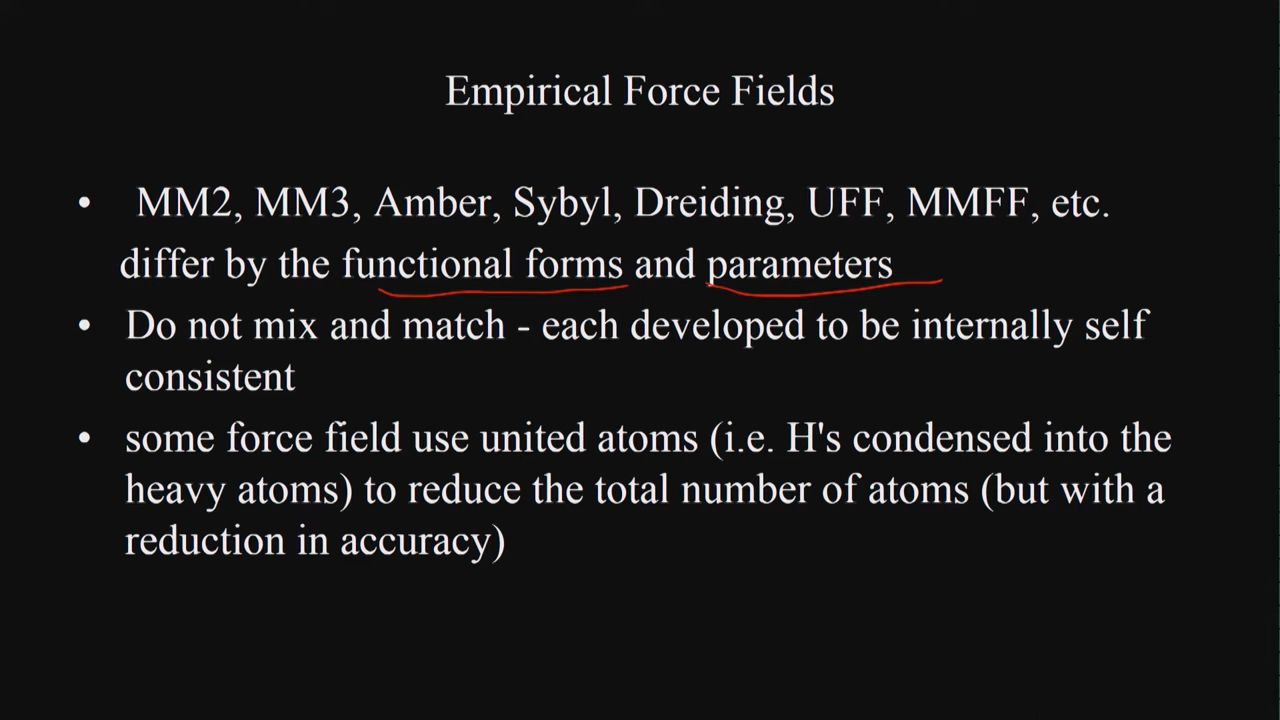 Empirical Force Fields
• MM2, MM3, Amber, Sybyl, Dreiding, UFF, MMFF, etc.
differ by the functional forms and parameters
• Do not mix and match - each developed to be internally self
consistent
• some force field use united atoms (i.e. H's condensed into the
heavy atoms) to reduce the total number of atoms (but with a
reduction in accuracy)